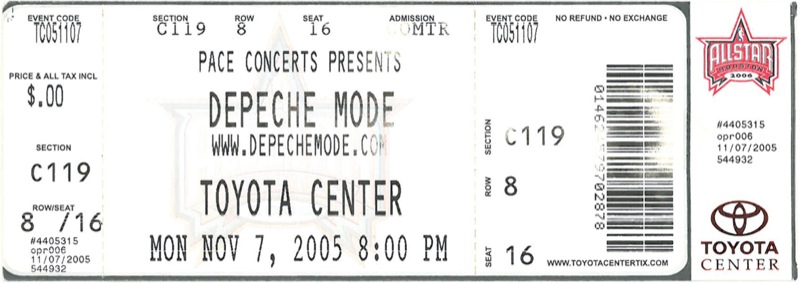 EVENT CODE SECTION ROW SEAT ADMISSION
TC051107 C119 8 16 COMTR
PRICE & ALL TAX INCL
$.00
SECTION
C119
ROW/SEAT
8 /16
#4405315
opr006
11/07/2005
544932
PACE CONCERTS PRESENTS
DEPECHE MODE
WWW.DEPECHEMODE.COM
TOYOTA CENTER
MON NOV 7, 2005 8:00 PM
EVENT CODE
TC051107
NO REFUND • NO EXCHANGE
SECTION C119
ROW 8
SEAT 16
WWW.TOYOTACENTERTIX.COM
ALL STAR
HOUSTON
2006
#4405315
opr006
11/07/2005
544932
TOYOTA
CENTER